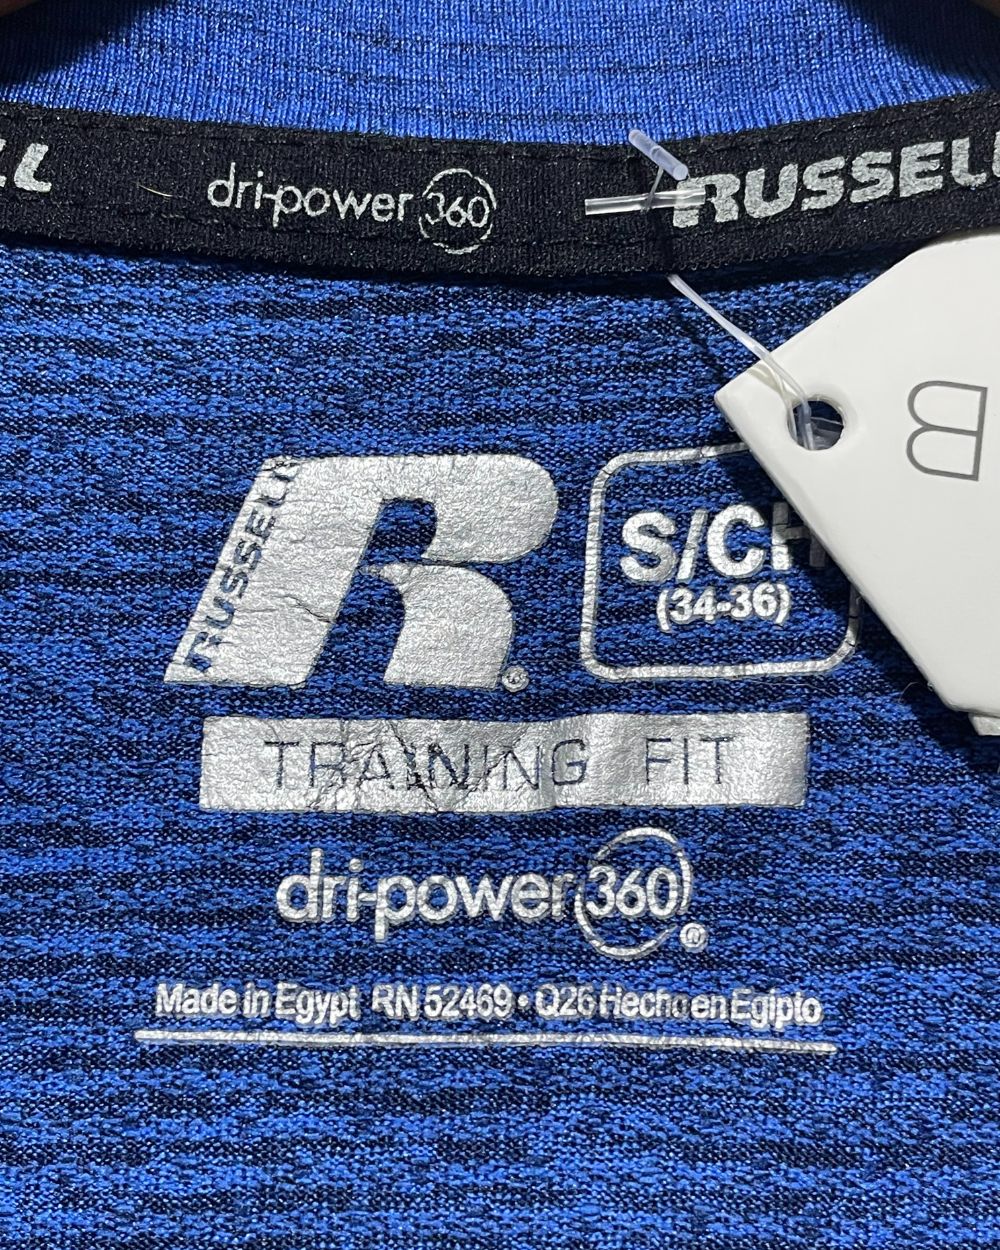 LL dri-power 360 RUSSELL
B
RUSSELL R®
S/CH
(34-36)
TRAINING FIT
dri-power 360®
Made in Egypt RN 52469 • Q26 Hecho en Egipto